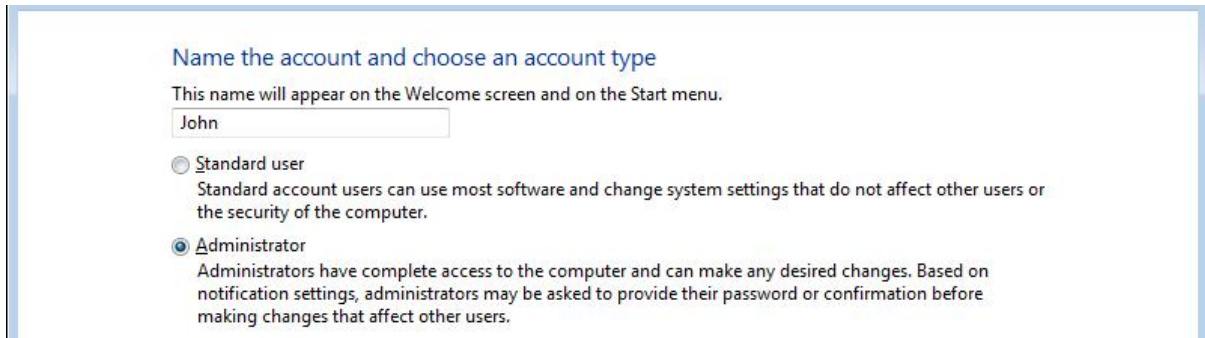 Name the account and choose an account type
This name will appear on the Welcome screen and on the Start menu.
John
Standard user
Standard account users can use most software and change system settings that do not affect other users or
the security of the computer.
Administrator
Administrators have complete access to the computer and can make any desired changes. Based on
notification settings, administrators may be asked to provide their password or confirmation before
making changes that affect other users.